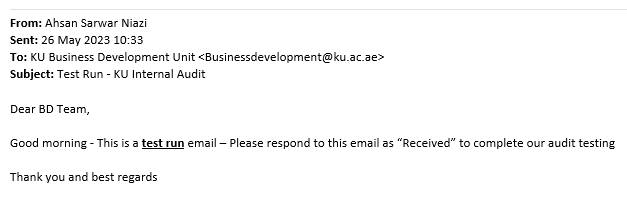 From: Ahsan Sarwar Niazi
Sent: 26 May 2023 10:33
To: KU Business Development Unit <Businessdevelopment@ku.ac.ae>
Subject: Test Run - KU Internal Audit
Dear BD Team,
Good morning - This is a test run email – Please respond to this email as “Received” to complete our audit testing
Thank you and best regards